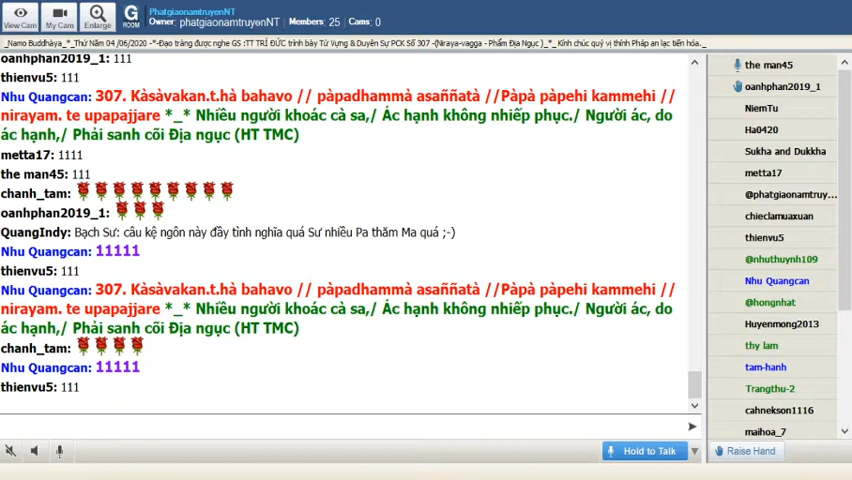 View Cam
My Cam
Enlarge
G
ROOM
PhatgiaonamtruyenNT
Owner: phatgiaonamtruyenNT Members: 25 Cams: 0
_Namo Buddhàya_*_Thứ Năm 04 /06/2020 -*-Đạo tràng được nghe GS :TT TRÍ ĐỨC trình bày Từ Vựng & Duyên Sự PCK Số 307 -(Niraya-vagga - Phẩm Địa Ngục )_*_Kính chúc quý vị thính Pháp an lạc tiến hóa._
oanhphan2019_1: 111
thienvu5: 111
Nhu Quangcan: 307. Kàsàvakan.t.hà bahavo // pàpadhammà asaññatà //Pàpà pàpehi kammehi //
nirayam. te upapajjare *_* Nhiều người khoác cà sa,/ Ác hạnh không nhiếp phục./ Người ác, do
ác hạnh,/ Phải sanh cõi Địa ngục (HT TMC)
metta17: 1111
the man45: 111
chanh_tam:
oanhphan2019_1:
QuangIndy: Bạch Sư: câu kệ ngôn này đầy tình nghĩa quá Sư nhiều Pa thăm Ma quá ;-)
Nhu Quangcan: 11111
thienvu5: 111
Nhu Quangcan: 307. Kàsàvakan.t.hà bahavo // pàpadhammà asaññatà //Pàpà pàpehi kammehi //
nirayam. te upapajjare *_* Nhiều người khoác cà sa,/ Ác hạnh không nhiếp phục./ Người ác, do
ác hạnh,/ Phải sanh cõi Địa ngục (HT TMC)
chanh_tam:
Nhu Quangcan: 11111
thienvu5: 111
the man45
oanhphan2019_1
NiemTu
Ha0420
Sukha and Dukkha
metta17
@phatgiaonamtruy...
chieclamuaxuan
thienvu5
@nhuthuynh109
Nhu Quangcan
@hongnhat
Huyenmong2013
thy lam
tam-hanh
Trangthu-2
cahnekson1116
maihoa_7
Hold to Talk
Raise Hand